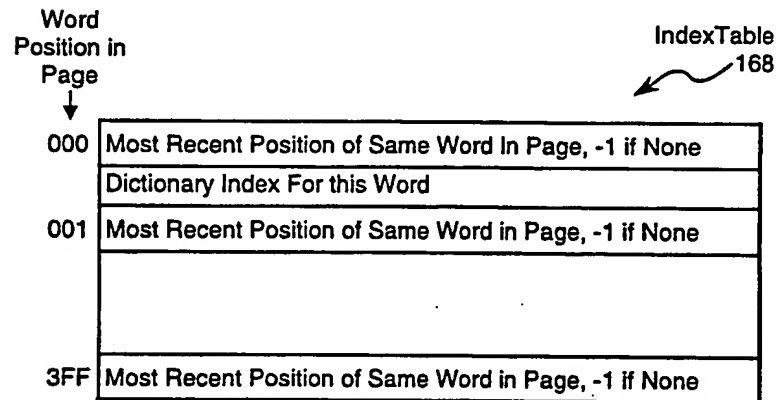 Word
Position in
Page
IndexTable
168
000 Most Recent Position of Same Word In Page, -1 if None
Dictionary Index For this Word
001 Most Recent Position of Same Word in Page, -1 if None
3FF Most Recent Position of Same Word in Page, -1 if None